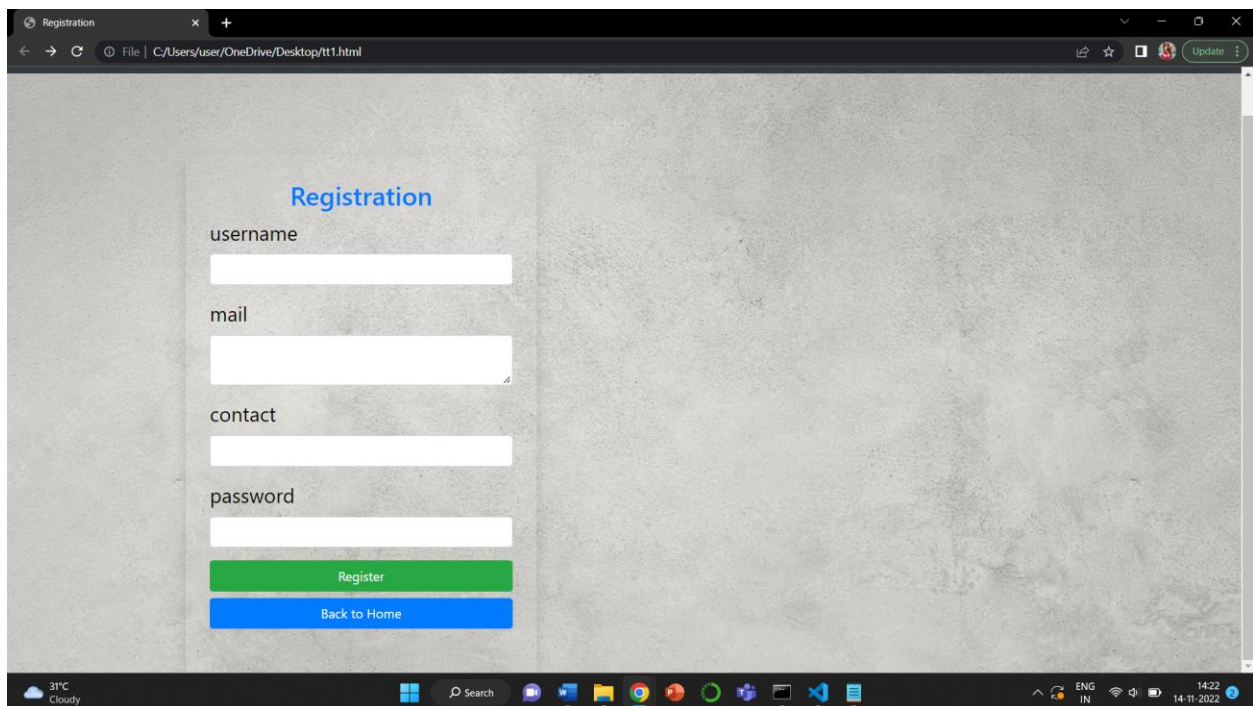 Registration
File | C:/Users/user/OneDrive/Desktop/tt1.html
Update
Registration
username
mail
contact
password
Register
Back to Home
31°C
Cloudy
Search
ENG
IN
14:22
14-11-2022
2